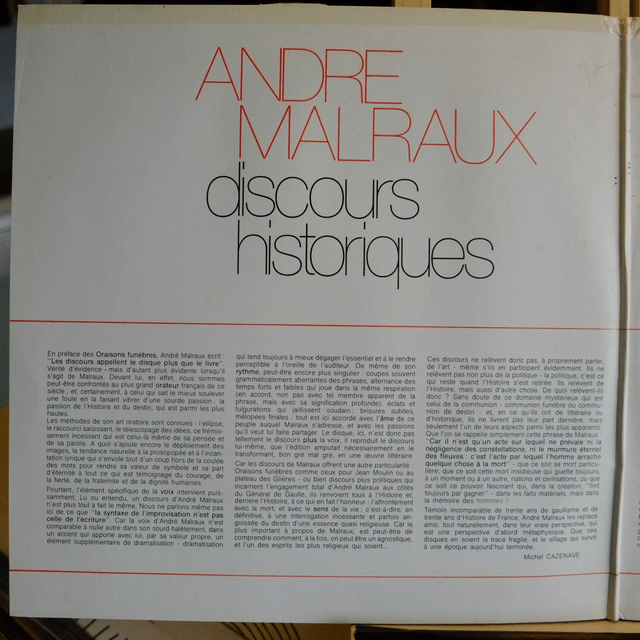 ANDRE
MALRAUX
discours
historiques
En préface des Oraisons funèbres, André Malraux écrit :
"Les discours appellent le disque plus que le livre".
Vérité d'évidence - mais d'autant plus évidente lorsqu'il
s'agit de Malraux. Devant lui, en effet, nous sommes
peut-être confrontés au plus grand orateur français de ce
siècle ; et, certainement, à celui qui sait le mieux soulever
une foule en la faisant vibrer d'une sourde passion : la
passion de l'Histoire et du destin, qui est parmi les plus
hautes.
Les méthodes de son art oratoire sont connues : l'ellipse,
le raccourci saisissant, le télescopage des idées, ce frémis-
sement incessant qui est celui-là même de sa pensée et
de sa parole. A quoi s'ajoute encore le déploiement des
images, la tendance naturelle à la prosopopée et à l'incan-
tation lyrique qui s'envole tout d'un coup hors de la coulée
des mots pour rendre sa valeur de symbole et sa part
d'éternité à tout ce qui est témoignage du courage, de
la fierté, de la fraternité et de la dignité humaines.
Pourtant, l'élément spécifique de la voix intervient puis-
samment. Lu ou entendu, un discours d'André Malraux
n'est plus tout à fait le même. Nous ne parlons même pas
ici de ce que "la syntaxe de l'improvisation n'est pas
celle de l'écriture". Car la voix d'André Malraux n'est
comparable à nulle autre dans son sourd halètement, dans
un accent qui apporte avec lui, par sa valeur propre, un
élément supplémentaire de dramatisation - dramatisation
qui tend toujours à mieux dégager l'essentiel et à le rendre
perceptible à l'oreille de l'auditeur. De même de son
rythme, peut-être encore plus singulier : coupes souvent
grammaticalement aberrantes des phrases, alternance des
temps forts et faibles qui joue dans la même respiration
(en accord, non pas avec tel membre apparent de la
phrase, mais avec sa signification profonde), éclats et
fulgurations qui jaillissent soudain : brisures subites,
mélopées finales : tout est ici accordé avec l'âme de ce
peuple auquel Malraux s'adresse, et avec les passions
qu'il veut lui faire partager. Le disque, ici, n'est donc pas
tellement le discours plus la voix, il reproduit le discours
lui-même, que l'édition amputait nécessairement en le
transformant, bon gré mal gré, en une œuvre littéraire.
Car les discours de Malraux offrent une autre particularité :
Oraisons funèbres comme ceux pour Jean Moulin ou au
plateau des Glières - ou bien discours plus politiques qui
incarnent l'engagement total d'André Malraux aux côtés
du Général de Gaulle, ils renvoient tous à l'Histoire et,
derrière l'Histoire, à ce qui en fait l'honneur : l'affrontement
avec la mort, et avec le sens de la vie ; c'est-à-dire, en
définitive, à une interrogation incessante et parfois an-
goissée du destin d'une essence quasi religieuse. Car le
plus important à propos de Malraux, est peut-être de
comprendre comment, à la fois, on peut être un agnostique,
et l'un des esprits les plus religieux qui soient...
Ces discours ne relèvent donc pas, à proprement parler,
de l'art - même s'ils en participent évidemment. Ils ne
relèvent pas non plus de la politique - la politique, c'est ce
qui reste quand l'Histoire s'est retirée. Ils relèvent de
l'Histoire, mais aussi d'autre chose. De quoi relèvent-ils
donc ? Sans doute de ce domaine mystérieux qui est
celui de la communion - communion funèbre ou commu-
nion de destin - et, en ce qu'ils ont de littéraire ou
d'historique, ils ne livrent pas leur part dernière, mais
seulement l'un de leurs aspects parmi les plus apparents.
Que l'on se rappelle simplement cette phrase de Malraux :
"Car il n'est qu'un acte sur lequel ne prévale ni la
négligence des constellations, ni le murmure éternel
des fleuves : c'est l'acte par lequel l'homme arrache
quelque chose à la mort" - que ce soit sa mort particu-
lière, que ce soit cette mort insidieuse qui guette toujours,
à un moment ou à un autre, nations et civilisations, ou que
ce soit ce pouvoir fascinant qui, dans la création, "finit
toujours par gagner" - dans les faits matériels, mais dans
la mémoire des hommes ?
Témoin incomparable de trente ans de gaullisme et de
trente ans d'Histoire de France, André Malraux les replace
ainsi, tout naturellement, dans leur vraie perspective, qui
est une perspective d'abord métaphysique. Que ces
disques en soient la trace fragile, et le sillage qui survit
à une époque aujourd'hui terminée.
Michel CAZENAVE